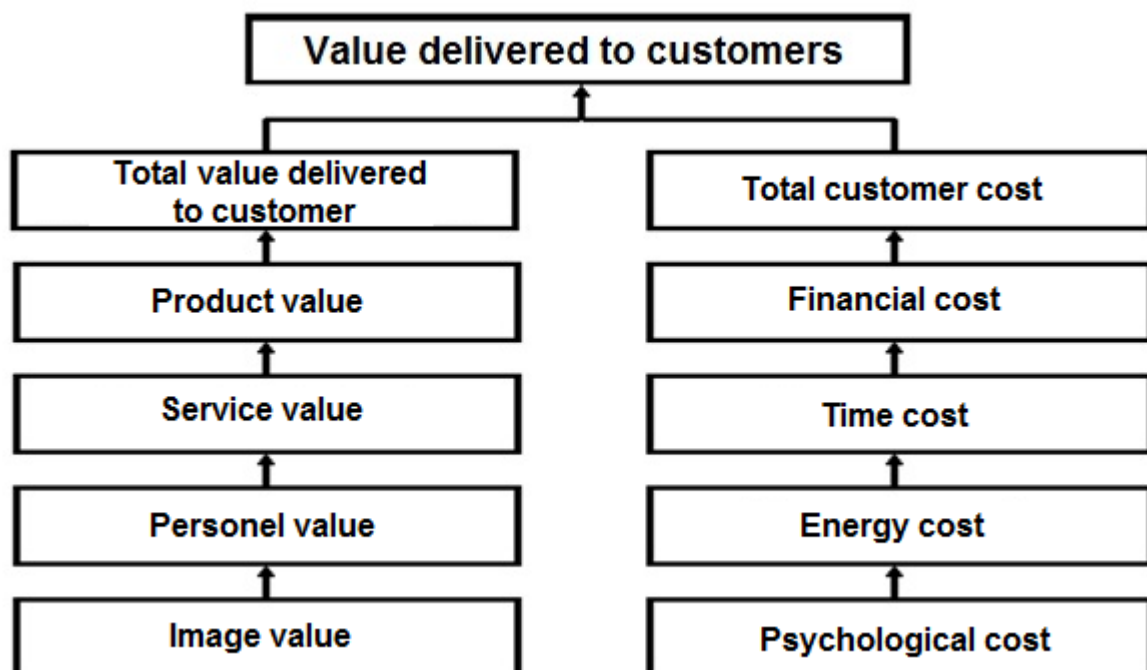 Value delivered to customers
Total value delivered
to customer
Product value
Service value
Personel value
Image value
Total customer cost
Financial cost
Time cost
Energy cost
Psychological cost